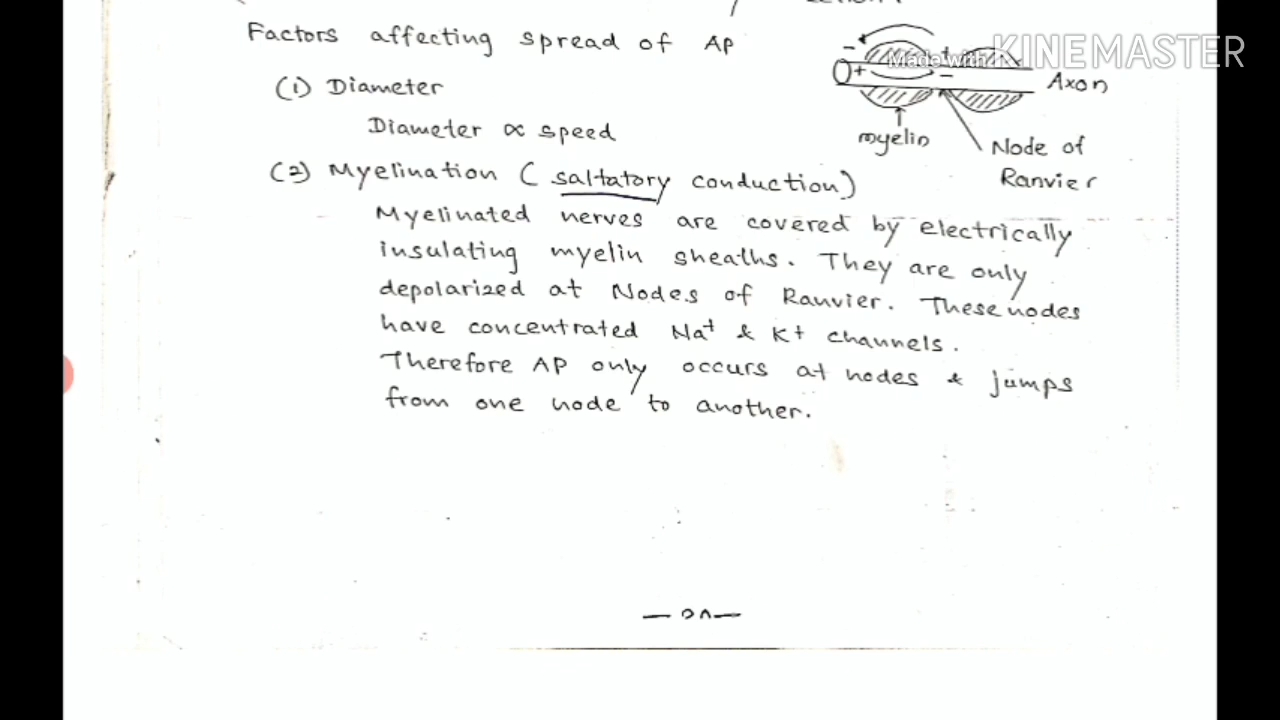 Factors affecting spread of AP
(1) Diameter
Diameter ∝ speed
(2) Myelination (saltatory conduction)
Myelinated nerves are covered by electrically
insulating myelin sheaths. They are only
depolarized at Nodes of Ranvier. These nodes
have concentrated Na+ & K+ channels.
Therefore AP only occurs at nodes & jumps
from one node to another.
Made with KINEMASTER
- + + -
Axon
myelin
Node of
Ranvier